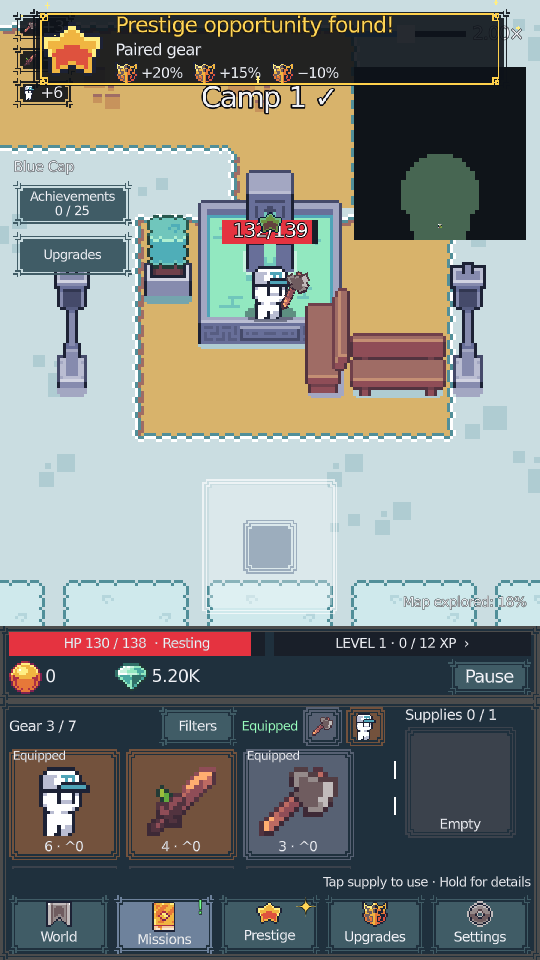 Prestige opportunity found!
Paired gear
+20% +15% −10%
+6
Camp 1 ✓
Blue Cap
Achievements
0 / 25
Upgrades
132/139
Map explored: 18%
HP 130 / 138 · Resting
LEVEL 1 · 0 / 12 XP ›
0
5.20K
Pause
Gear 3 / 7
Filters
Equipped
Supplies 0 / 1
Equipped
Equipped
6 · ^0
4 · ^0
3 · ^0
Empty
Tap supply to use · Hold for details
World
Missions
!
Prestige
Upgrades
Settings